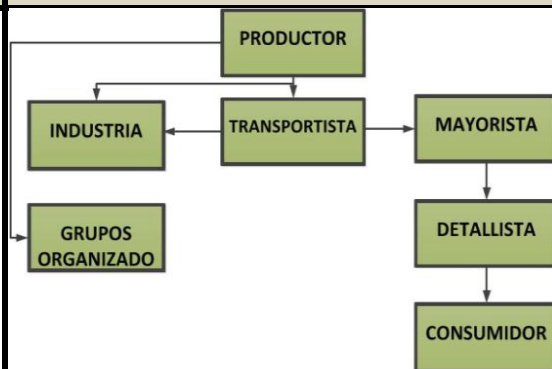 PRODUCTOR
INDUSTRIA
TRANSPORTISTA
MAYORISTA
GRUPOS
ORGANIZADO
DETALLISTA
CONSUMIDOR